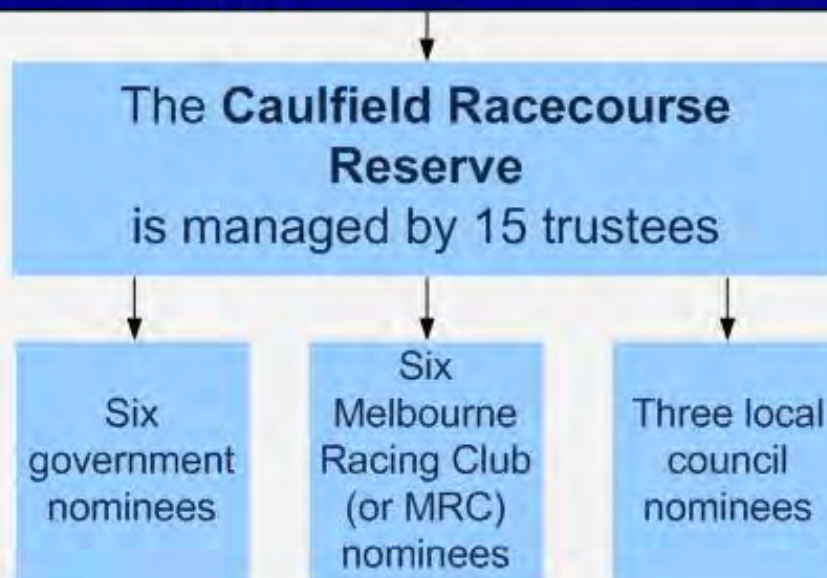 The Caulfield Racecourse
Reserve
is managed by 15 trustees
Six
government
nominees
Six
Melbourne
Racing Club
(or MRC)
nominees
Three local
council
nominees